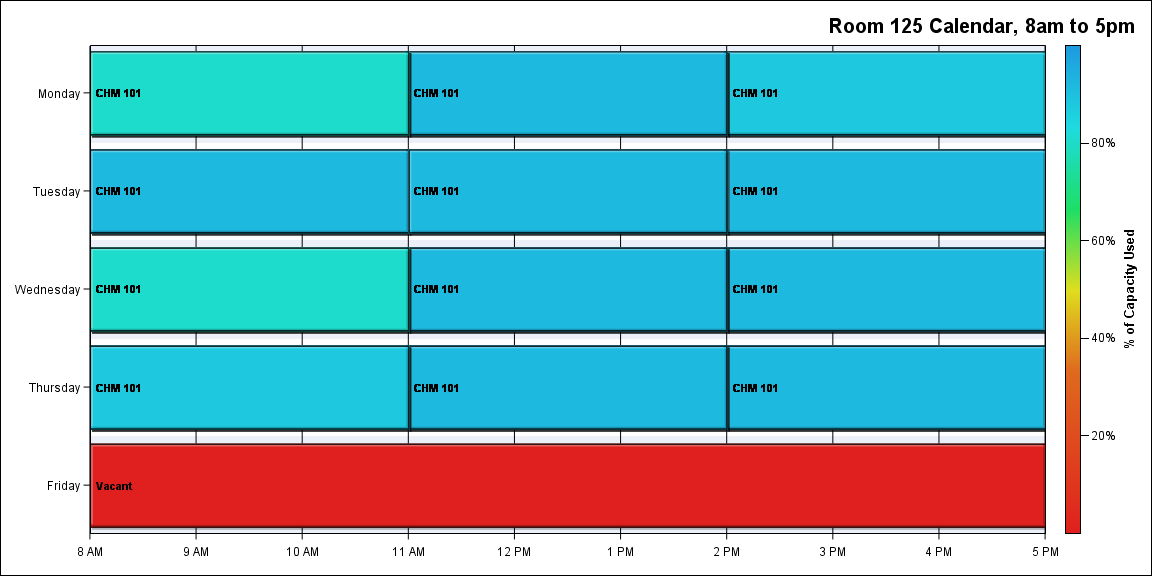 Room 125 Calendar, 8am to 5pm
Monday
CHM 101
CHM 101
CHM 101
Tuesday
CHM 101
CHM 101
CHM 101
Wednesday
CHM 101
CHM 101
CHM 101
Thursday
CHM 101
CHM 101
CHM 101
Friday
Vacant
8 AM
9 AM
10 AM
11 AM
12 PM
1 PM
2 PM
3 PM
4 PM
5 PM
80%
60%
40%
20%
% of Capacity Used